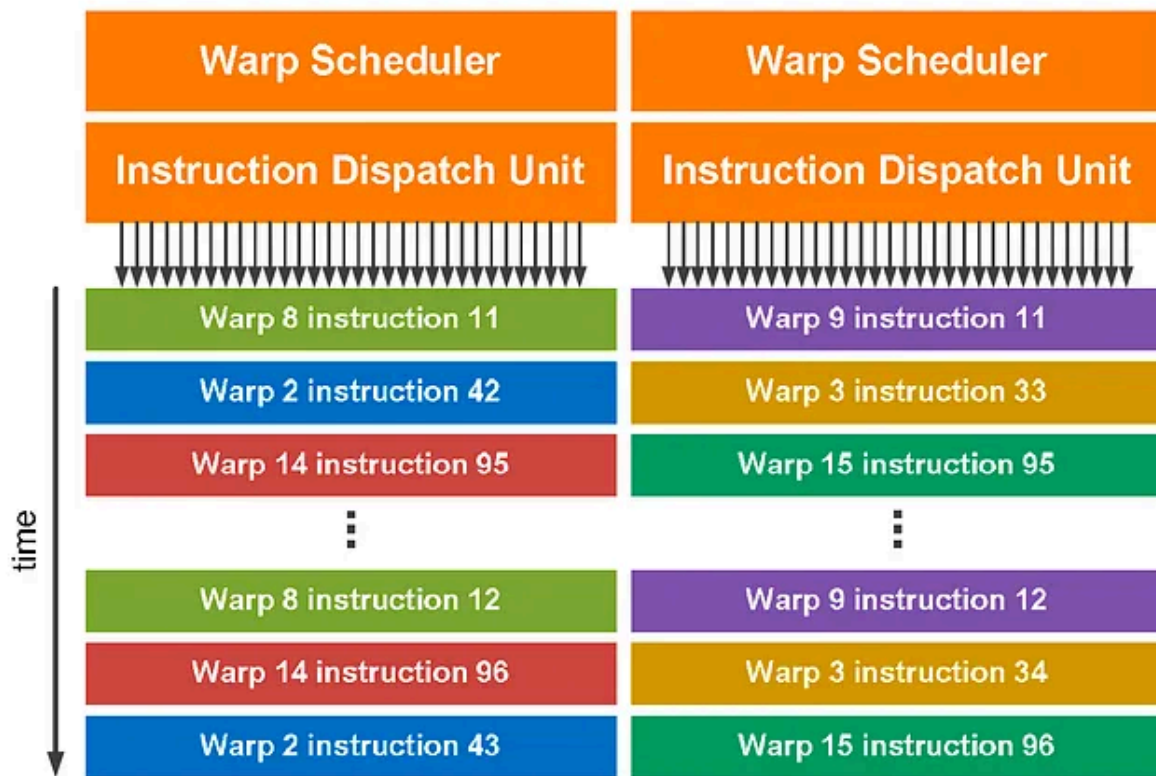 Warp Scheduler
Instruction Dispatch Unit
Warp 8 instruction 11
Warp 2 instruction 42
Warp 14 instruction 95
Warp 8 instruction 12
Warp 14 instruction 96
Warp 2 instruction 43
Warp Scheduler
Instruction Dispatch Unit
Warp 9 instruction 11
Warp 3 instruction 33
Warp 15 instruction 95
Warp 9 instruction 12
Warp 3 instruction 34
Warp 15 instruction 96
time